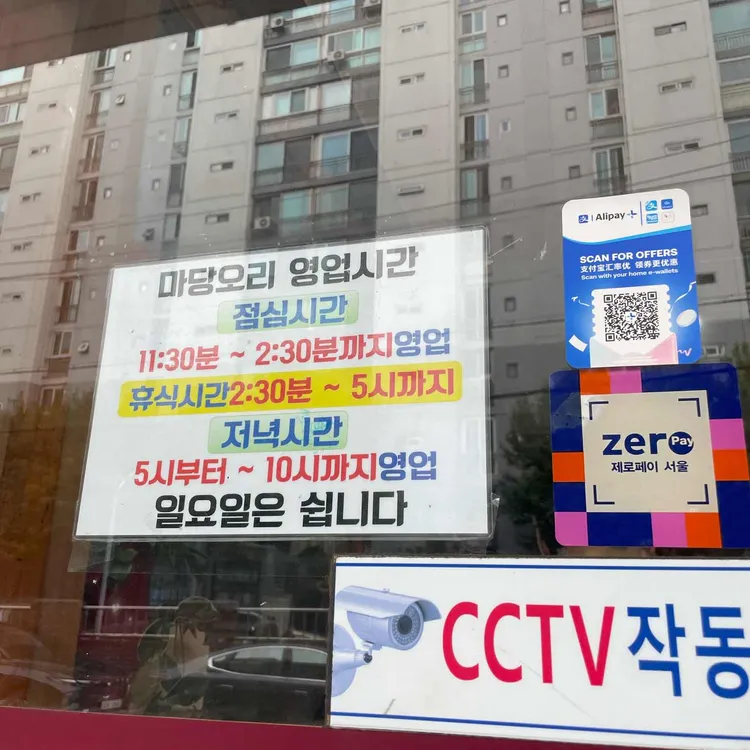 마당오리 영업시간
점심시간
11:30분 ~ 2:30분까지영업
휴식시간2:30분 ~ 5시까지
저녁시간
5시부터 ~ 10시까지영업
일요일은 쉽니다
Alipay+
SCAN FOR OFFERS
支付宝汇率优 领券更优惠
Scan with your home e-wallets
zero Pay
제로페이 서울
CCTV작동